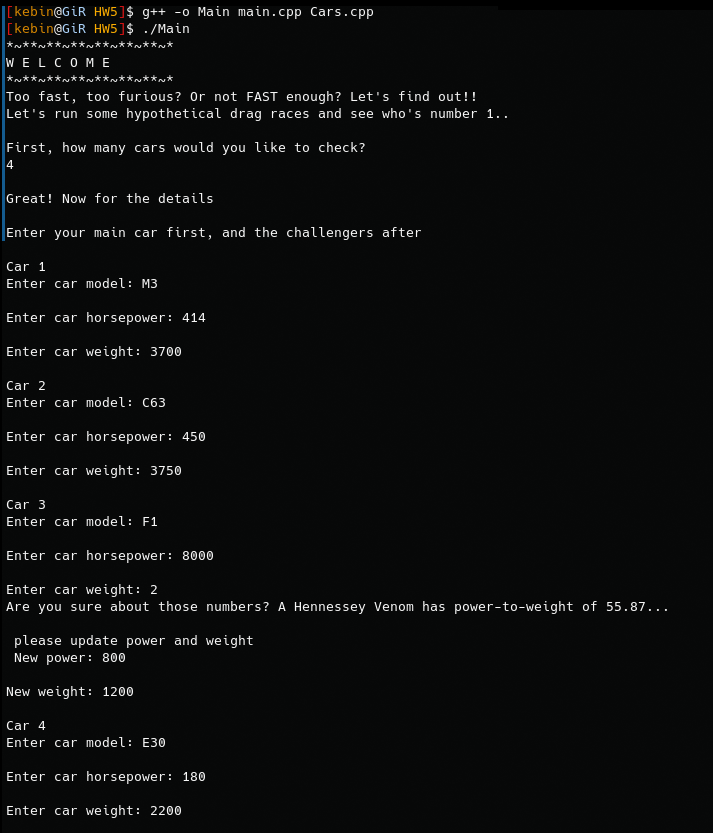 [kebin@GiR HW5]$ g++ -o Main main.cpp Cars.cpp
[kebin@GiR HW5]$ ./Main
*~**~**~**~**~**~**~*
W E L C O M E
*~**~**~**~**~**~**~*
Too fast, too furious? Or not FAST enough? Let's find out!!
Let's run some hypothetical drag races and see who's number 1..
First, how many cars would you like to check?
4
Great! Now for the details
Enter your main car first, and the challengers after
Car 1
Enter car model: M3
Enter car horsepower: 414
Enter car weight: 3700
Car 2
Enter car model: C63
Enter car horsepower: 450
Enter car weight: 3750
Car 3
Enter car model: F1
Enter car horsepower: 8000
Enter car weight: 2
Are you sure about those numbers? A Hennessey Venom has power-to-weight of 55.87...
please update power and weight
New power: 800
New weight: 1200
Car 4
Enter car model: E30
Enter car horsepower: 180
Enter car weight: 2200